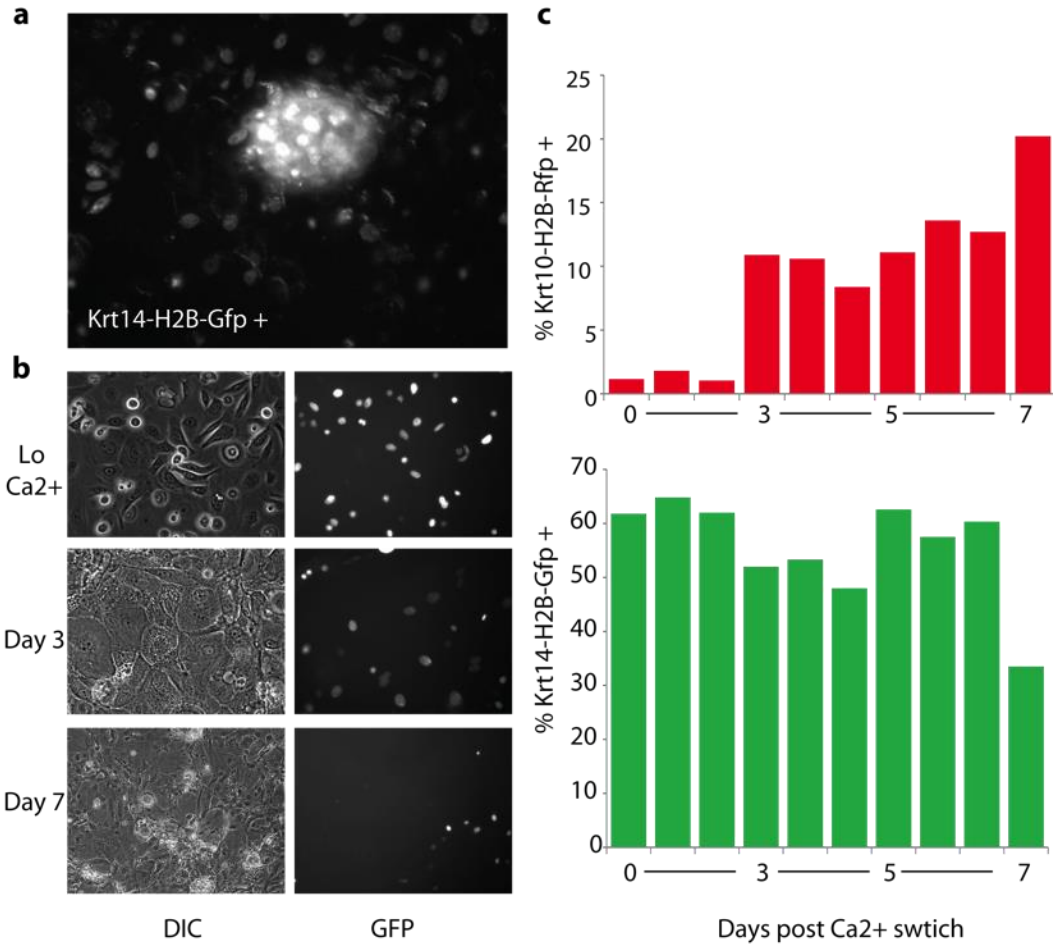 a
Krt14-H2B-Gfp +
b
Lo
Ca2+
Day 3
Day 7
DIC
GFP
c
% Krt10-H2B-Rfp +
25
20
15
10
5
0
0
3
5
7
% Krt14-H2B-Gfp +
70
60
50
40
30
20
10
0
0
3
5
7
Days post Ca2+ swtich